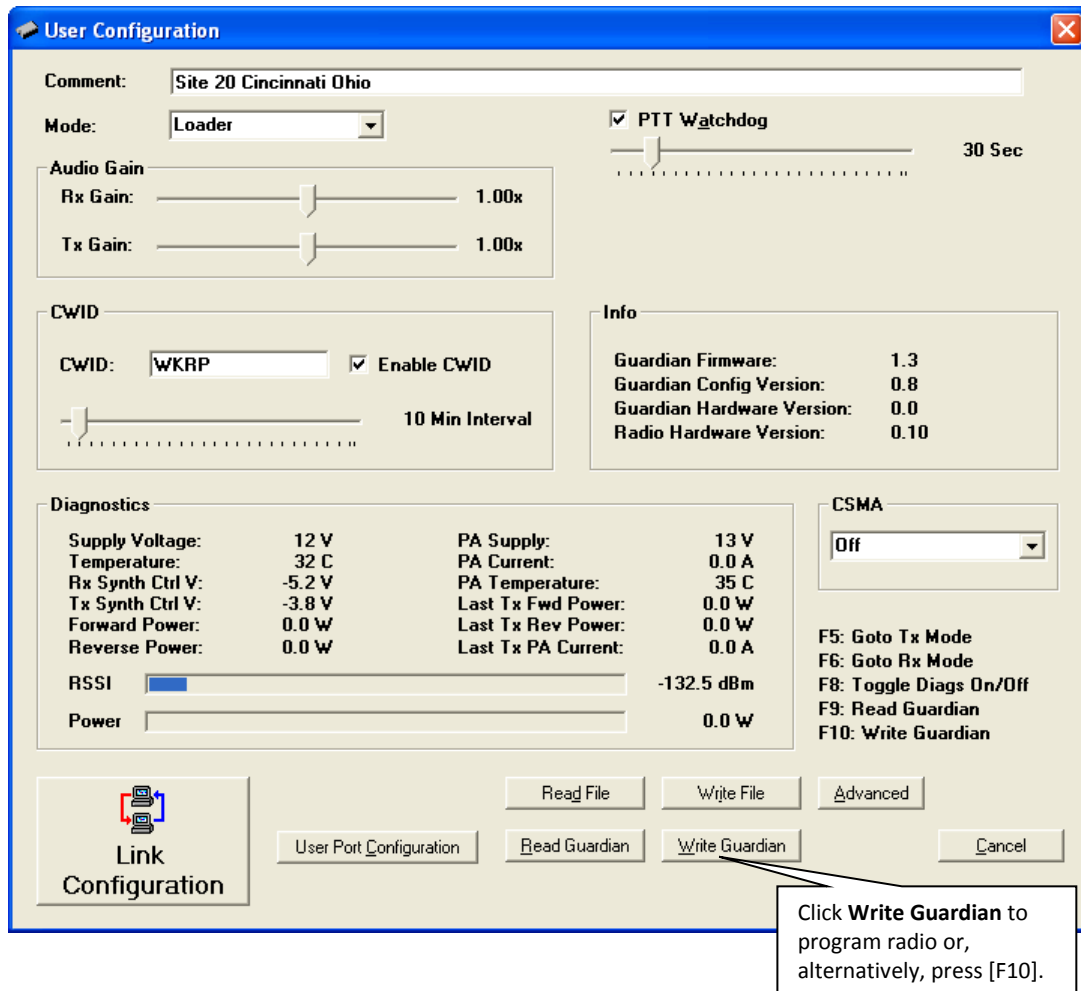 User Configuration
Comment: Site 20 Cincinnati Ohio
Mode: Loader
PTT Watchdog
30 Sec
Audio Gain
Rx Gain: 1.00x
Tx Gain: 1.00x
CWID
CWID: WKRP Enable CWID
10 Min Interval
Info
Guardian Firmware: 1.3
Guardian Config Version: 0.8
Guardian Hardware Version: 0.0
Radio Hardware Version: 0.10
Diagnostics
Supply Voltage: 12 V PA Supply: 13 V
Temperature: 32 C PA Current: 0.0 A
Rx Synth Ctrl V: -5.2 V PA Temperature: 35 C
Tx Synth Ctrl V: -3.8 V Last Tx Fwd Power: 0.0 W
Forward Power: 0.0 W Last Tx Rev Power: 0.0 W
Reverse Power: 0.0 W Last Tx PA Current: 0.0 A
RSSI -132.5 dBm
Power 0.0 W
CSMA
Off
F5: Goto Tx Mode
F6: Goto Rx Mode
F8: Toggle Diags On/Off
F9: Read Guardian
F10: Write Guardian
Link
Configuration
Read File Write File Advanced
User Port Configuration Read Guardian Write Guardian Cancel
Click Write Guardian to
program radio or,
alternatively, press [F10].